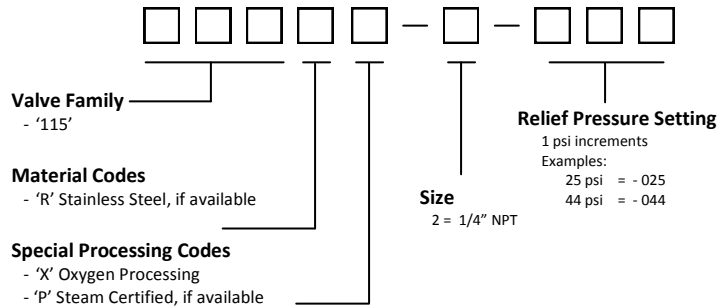 Valve Family
- ‘115’
Material Codes
- ‘R’ Stainless Steel, if available
Special Processing Codes
- ‘X’ Oxygen Processing
- ‘P’ Steam Certified, if available
Size
2 = 1/4” NPT
Relief Pressure Setting
1 psi increments
Examples:
25 psi = - 025
44 psi = - 044